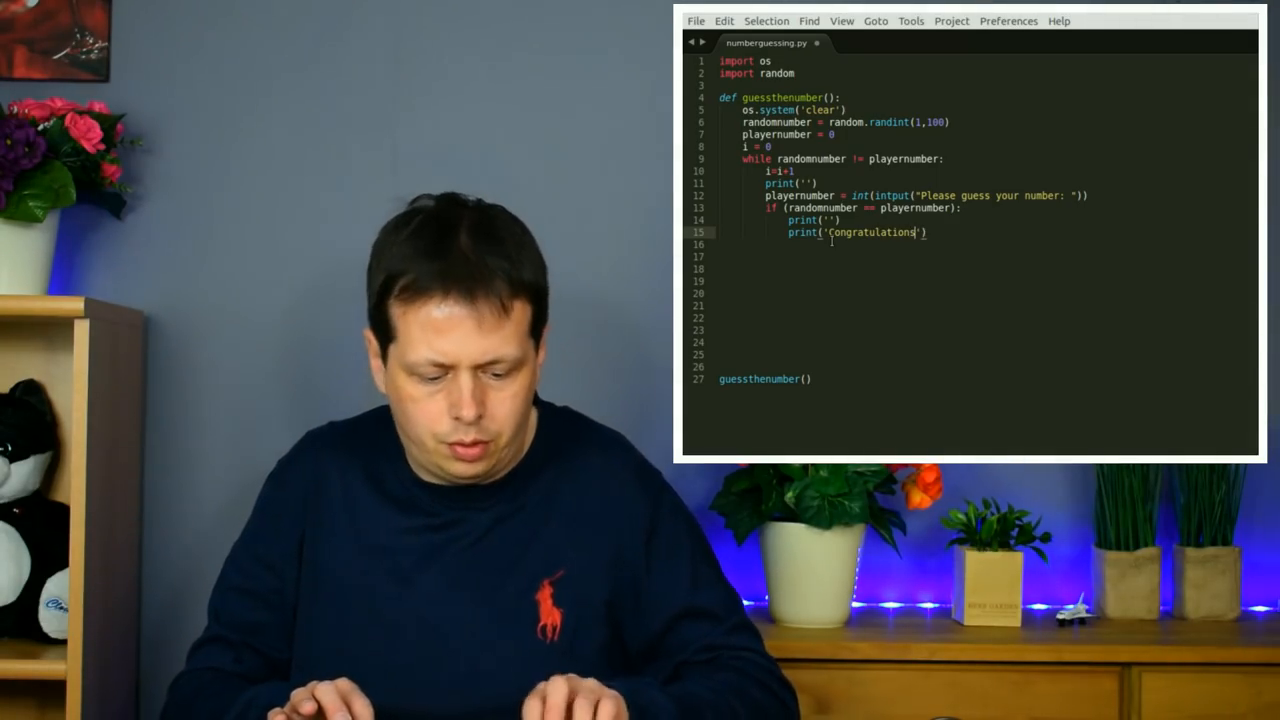 File Edit Selection Find View Goto Tools Project Preferences Help
numberguessing.py
1 import os
2 import random
3
4 def guessthenumber():
5 os.system('clear')
6 randomnumber = random.randint(1,100)
7 playernumber = 0
8 i = 0
9 while randomnumber != playernumber:
10 i=i+1
11 print('')
12 playernumber = int(intput("Please guess your number: "))
13 if (randomnumber == playernumber):
14 print('')
15 print('Congratulations')
16
17
18
19
20
21
22
23
24
25
26
27 guessthenumber()
HERB GARDEN